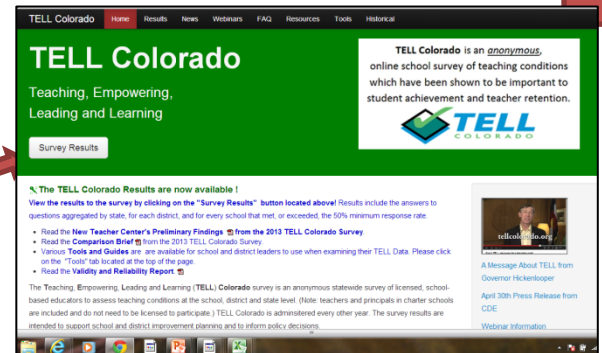 TELL Colorado Home Results News Webinars FAQ Resources Tools Historical
TELL Colorado
Teaching, Empowering,
Leading and Learning
Survey Results
TELL Colorado is an anonymous,
online school survey of teaching conditions
which have been shown to be important to
student achievement and teacher retention.
TELL
COLORADO
The TELL Colorado Results are now available !
View the results to the survey by clicking on the "Survey Results" button located above! Results include the answers to
questions aggregated by state, for each district, and for every school that met, or exceeded, the 50% minimum response rate.
Read the New Teacher Center's Preliminary Findings from the 2013 TELL Colorado Survey.
Read the Comparison Brief from the 2013 TELL Colorado Survey.
Various Tools and Guides are are available for school and district leaders to use when examining their TELL Data. Please click
on the "Tools" tab located at the top of the page.
Read the Validity and Reliability Report.
The Teaching, Empowering, Leading and Learning (TELL) Colorado survey is an anonymous statewide survey of licensed, school-
based educators to assess teaching conditions at the school, district and state level. (Note: teachers and principals in charter schools
are included and do not need to be licensed to participate.) TELL Colorado is administered every other year. The survey results are
intended to support school and district improvement planning and to inform policy decisions.
tellcolorado.org
A Message About TELL from
Governor Hickenlooper
April 30th Press Release from
CDE
Webinar Information